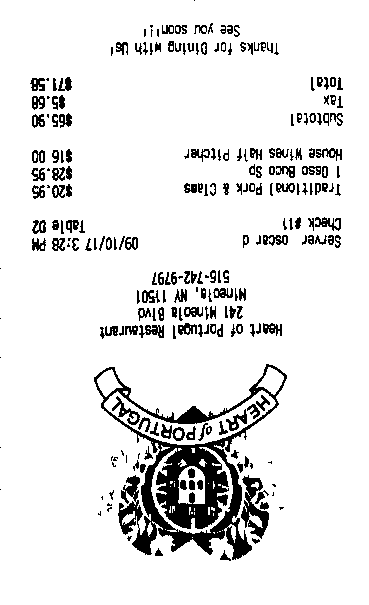 HEART of PORTUGAL
Heart of Portugal Restaurant
241 Mineola Blvd
Mineola, NY 11501
516-742-9797
Server oscar d 09/10/17 3:28 PM
Check #11 Table 02
Traditional Pork & Clams $20.95
1 Osso Buco Sp $28.95
House Wines Half Pitcher $16.00
Subtotal $65.90
Tax $5.68
Total $71.58
Thanks for Dining with Us!
See you soon!!!